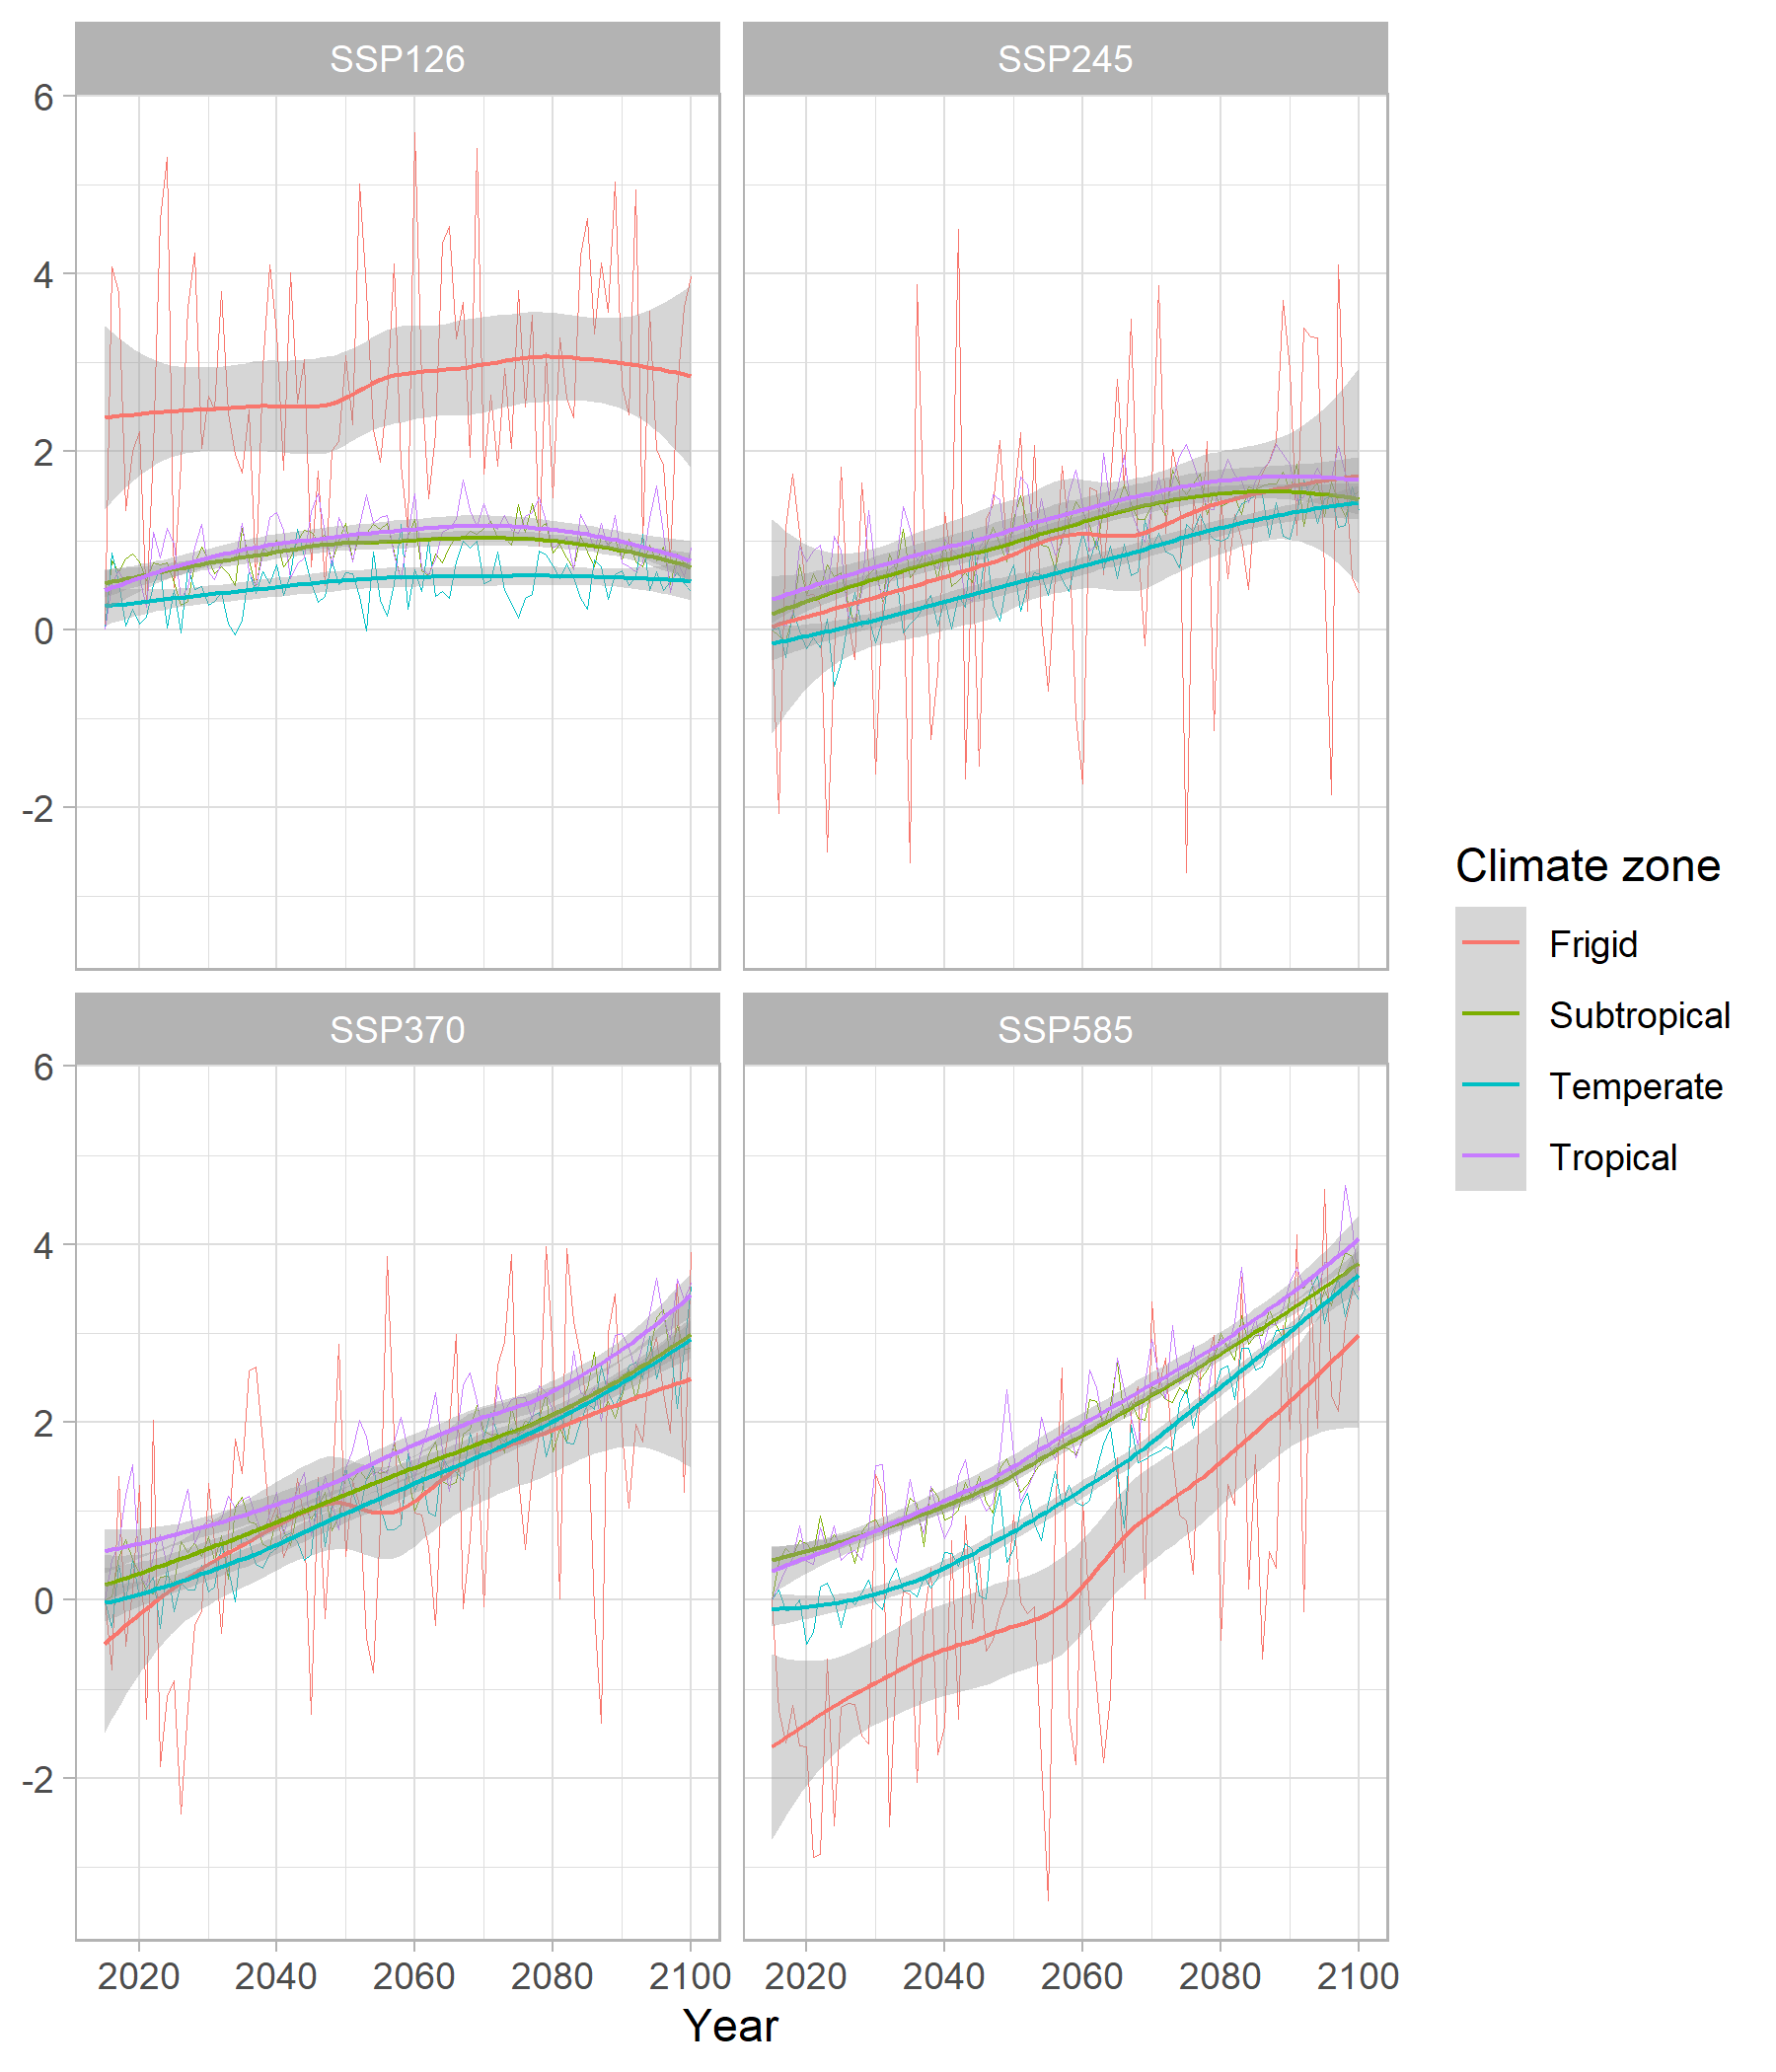 SSP126
SSP245
6
4
2
0
-2
SSP370
SSP585
6
4
2
0
-2
2020 2040 2060 2080 2100
2020 2040 2060 2080 2100
Year
Climate zone
Frigid
Subtropical
Temperate
Tropical